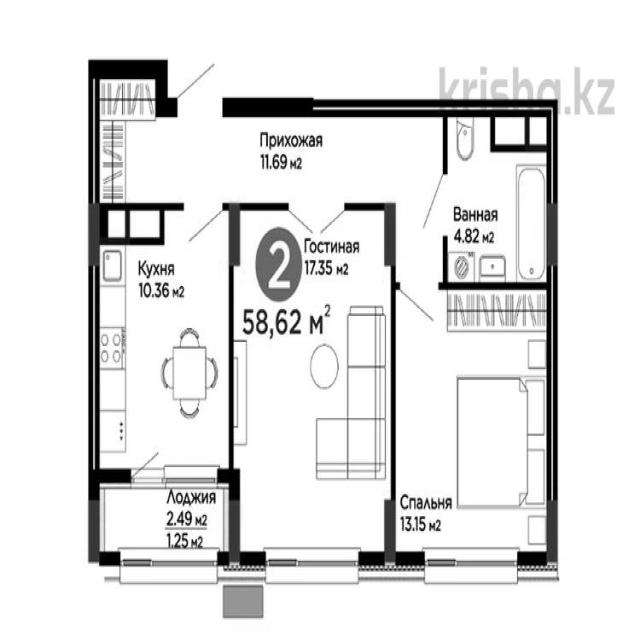 krisha.kz
Прихожая
11.69 м2
Ванная
4.82 м2
Кухня
10.36 м2
2
Гостиная
17.35 м2
58,62 м2
Лоджия
2.49 м2
1.25 м2
Спальня
13.15 м2